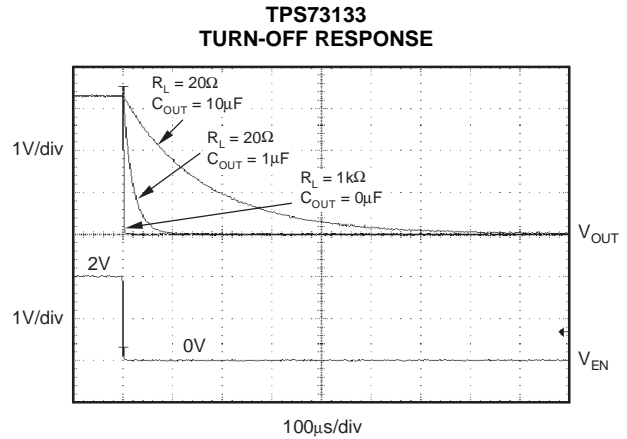 TPS73133
TURN-OFF RESPONSE
R_L = 20Ω
C_OUT = 10μF
R_L = 20Ω
C_OUT = 1μF
1V/div
R_L = 1kΩ
C_OUT = 0μF
V_OUT
2V
1V/div
0V
V_EN
100μs/div